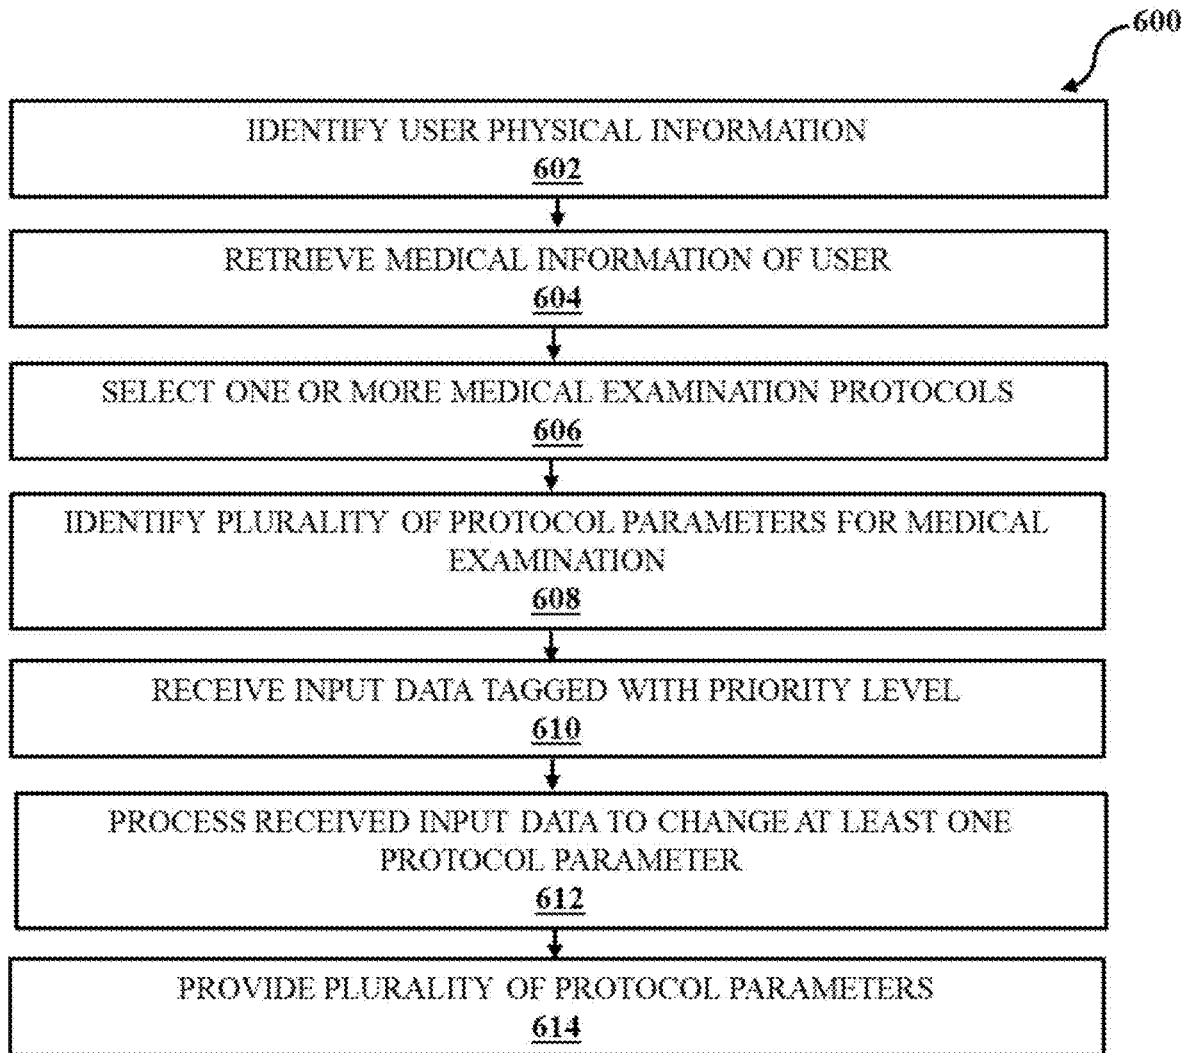 600
IDENTIFY USER PHYSICAL INFORMATION
602
RETRIEVE MEDICAL INFORMATION OF USER
604
SELECT ONE OR MORE MEDICAL EXAMINATION PROTOCOLS
606
IDENTIFY PLURALITY OF PROTOCOL PARAMETERS FOR MEDICAL
EXAMINATION
608
RECEIVE INPUT DATA TAGGED WITH PRIORITY LEVEL
610
PROCESS RECEIVED INPUT DATA TO CHANGE AT LEAST ONE
PROTOCOL PARAMETER
612
PROVIDE PLURALITY OF PROTOCOL PARAMETERS
614